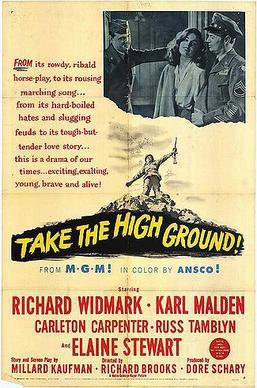 FROM its rowdy, ribald
horse-play, to its rousing
marching song...
from its hard-boiled
hates and slugging
feuds to its tough-but-
tender love story...
this is a drama of our
times...exciting,exalting,
young, brave and alive!
TAKE THE HIGH GROUND!
FROM M-G-M! IN COLOR BY ANSCO!
Starring
RICHARD WIDMARK • KARL MALDEN
CARLETON CARPENTER • RUSS TAMBLYN
And ELAINE STEWART
Story and Screen Play by
MILLARD KAUFMAN
Directed by
RICHARD BROOKS
Produced by
DORE SCHARY